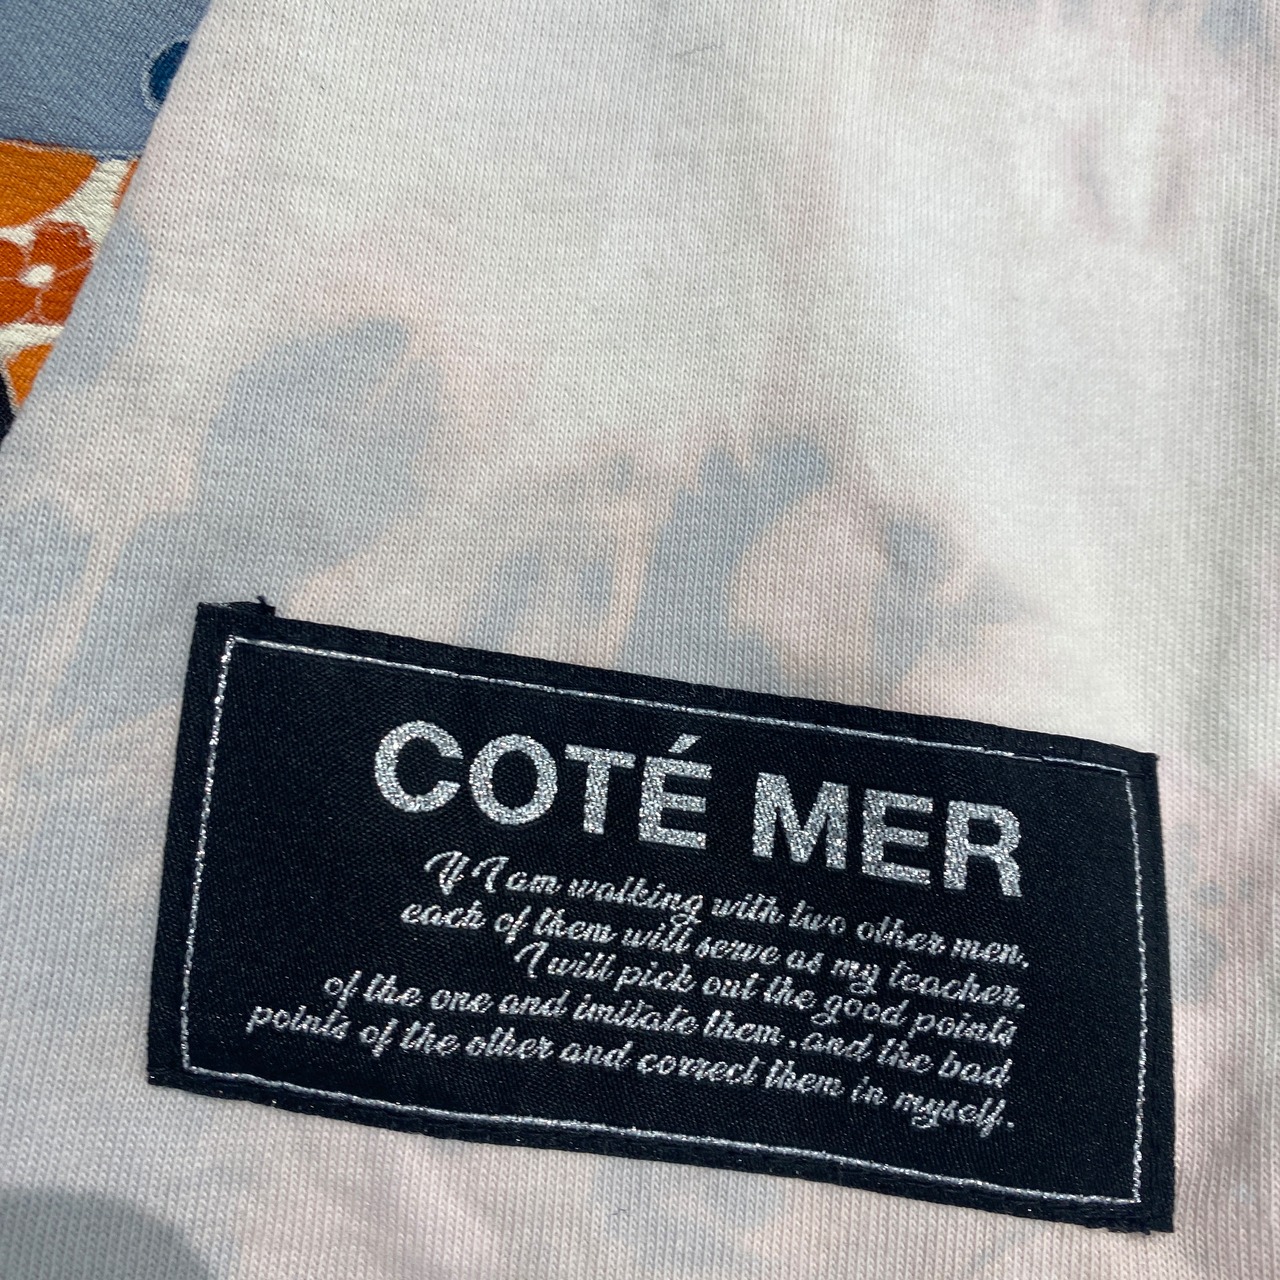 COTÉ MER
If I am walking with two other men,
each of them will serve as my teacher.
I will pick out the good points
of the one and imitate them, and the bad
points of the other and correct them in myself.